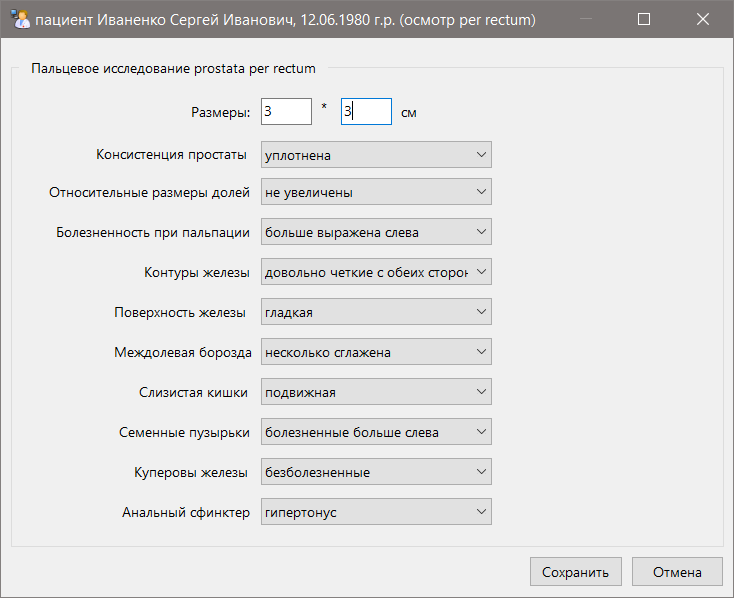 пациент Иваненко Сергей Иванович, 12.06.1980 г.р. (осмотр per rectum)
Пальцевое исследование prostata per rectum
Размеры: 3 * 3 см
Консистенция простаты уплотнена
Относительные размеры долей не увеличены
Болезненность при пальпации больше выражена слева
Контуры железы довольно четкие с обеих сторон
Поверхность железы гладкая
Междолевая борозда несколько сглажена
Слизистая кишки подвижная
Семенные пузырьки болезненные больше слева
Куперовы железы безболезненные
Анальный сфинктер гипертонус
Сохранить Отмена